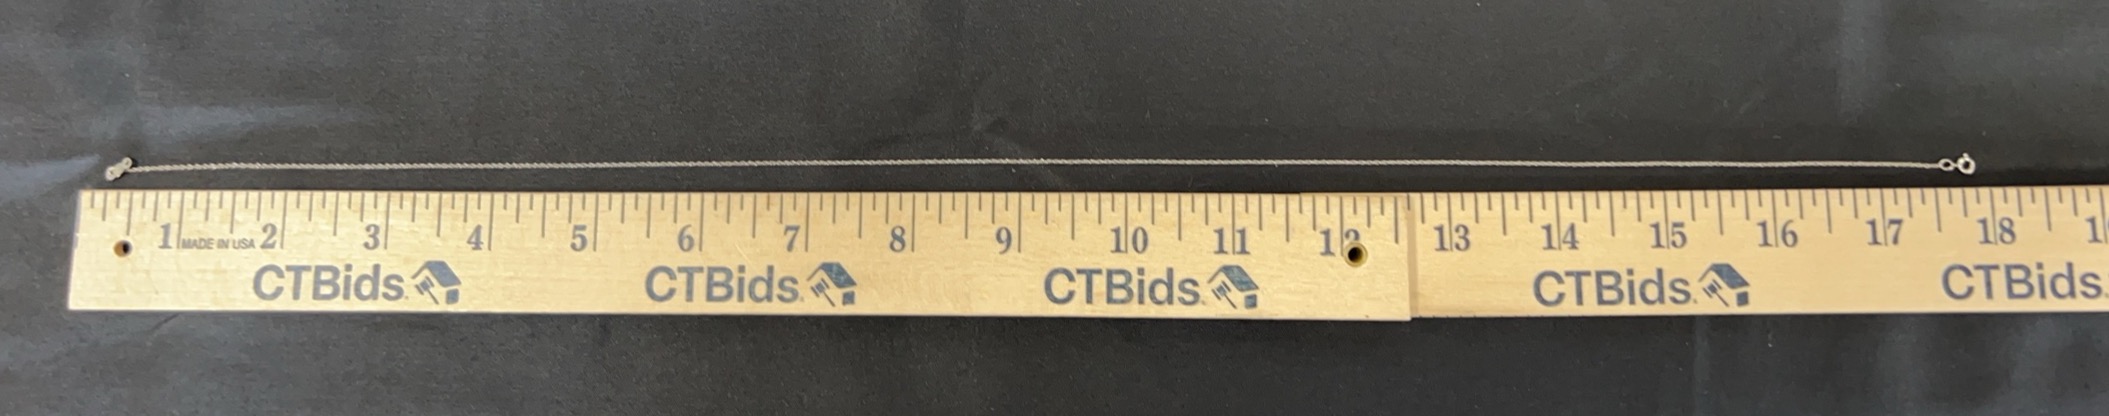 1 MADE IN USA 2 3 4 5 6 7 8 9 10 11 12 13 14 15 16 17 18
CTBids. CTBids. CTBids. CTBids. CTBids.